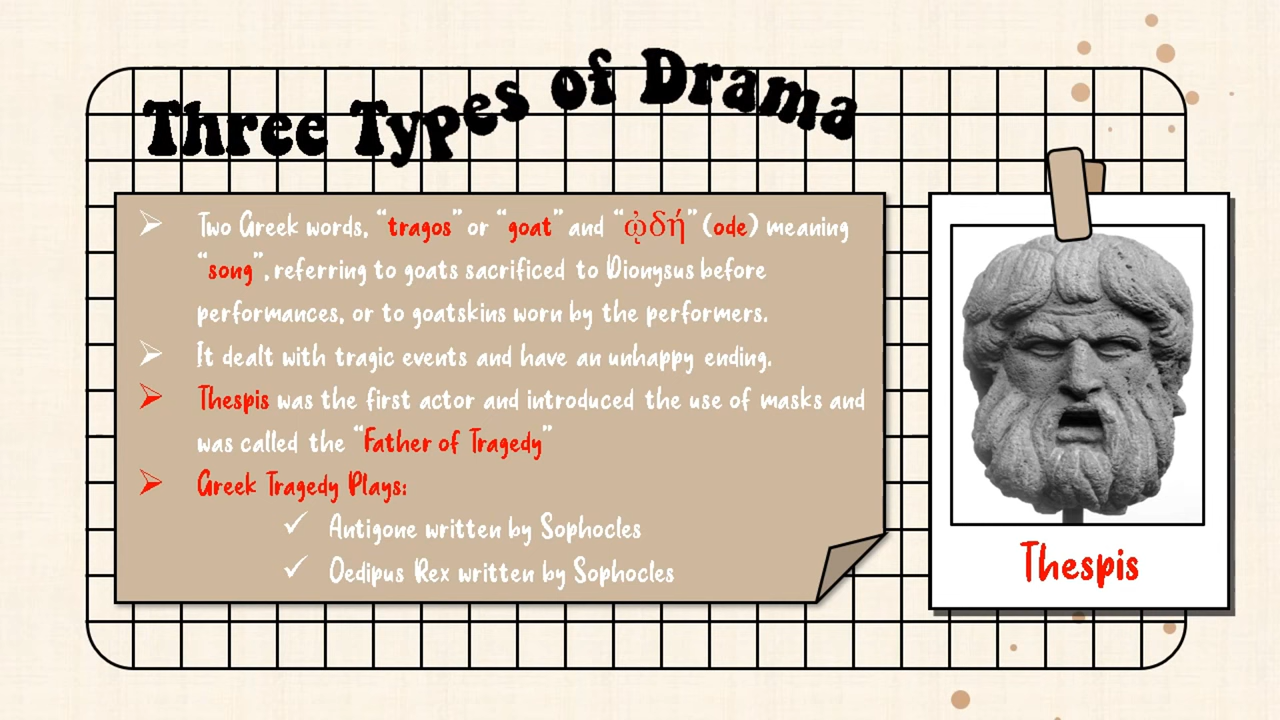 Three Types of Drama
➢ Two Greek words, “tragos” or “goat” and “ᾠδή” (ode) meaning
“song”, referring to goats sacrificed to Dionysus before
performances, or to goatskins worn by the performers.
➢ It dealt with tragic events and have an unhappy ending.
➢ Thespis was the first actor and introduced the use of masks and
was called the “Father of Tragedy”
➢ Greek Tragedy Plays:
✓ Antigone written by Sophocles
✓ Oedipus Rex written by Sophocles
Thespis